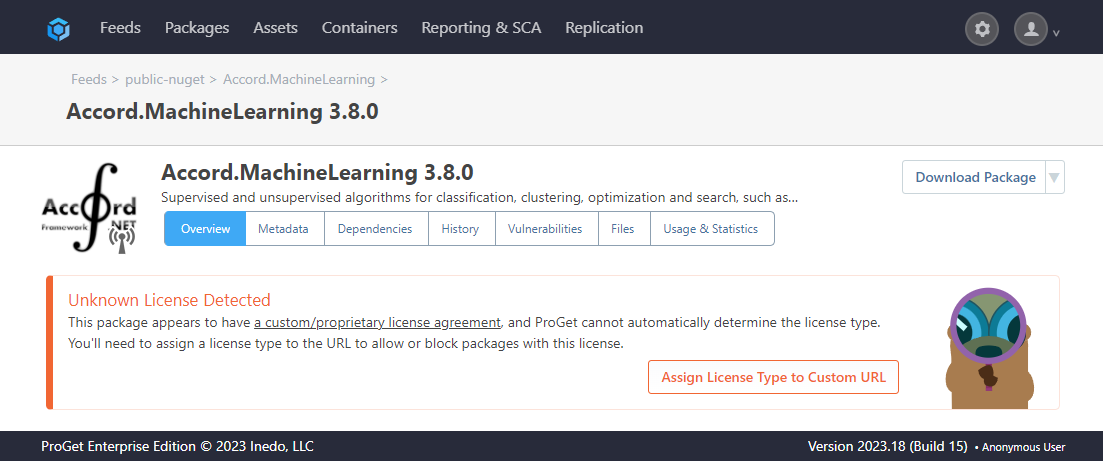 Feeds Packages Assets Containers Reporting & SCA Replication
Feeds > public-nuget > Accord.MachineLearning >
Accord.MachineLearning 3.8.0
Accord
Framework .NET
Accord.MachineLearning 3.8.0
Download Package
Supervised and unsupervised algorithms for classification, clustering, optimization and search, such as...
Overview Metadata Dependencies History Vulnerabilities Files Usage & Statistics
Unknown License Detected
This package appears to have a custom/proprietary license agreement, and ProGet cannot automatically determine the license type.
You'll need to assign a license type to the URL to allow or block packages with this license.
Assign License Type to Custom URL
ProGet Enterprise Edition © 2023 Inedo, LLC Version 2023.18 (Build 15) • Anonymous User